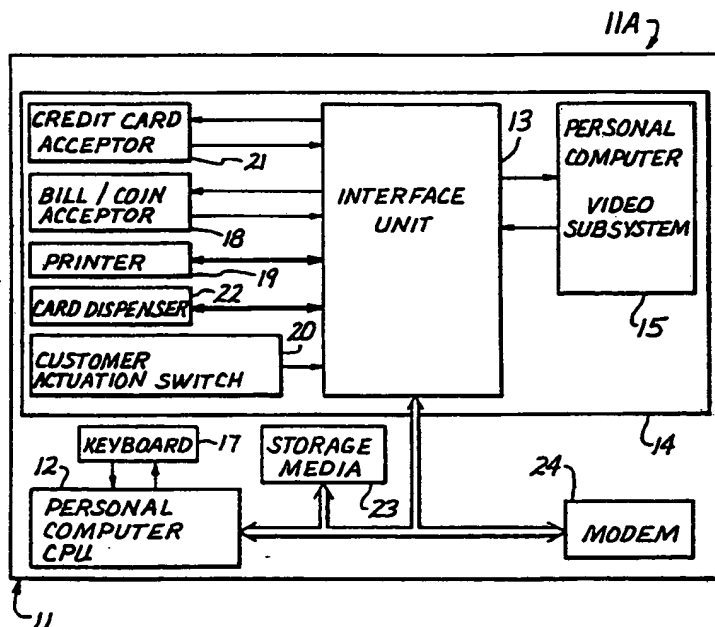 11A
CREDIT CARD
ACCEPTOR
21
BILL / COIN
ACCEPTOR
18
PRINTER
19
CARD DISPENSER
22
CUSTOMER
ACTUATION SWITCH
20
INTERFACE
UNIT
13
PERSONAL
COMPUTER
VIDEO
SUBSYSTEM
15
14
KEYBOARD
17
12
PERSONAL
COMPUTER
CPU
STORAGE
MEDIA
23
24
MODEM
11